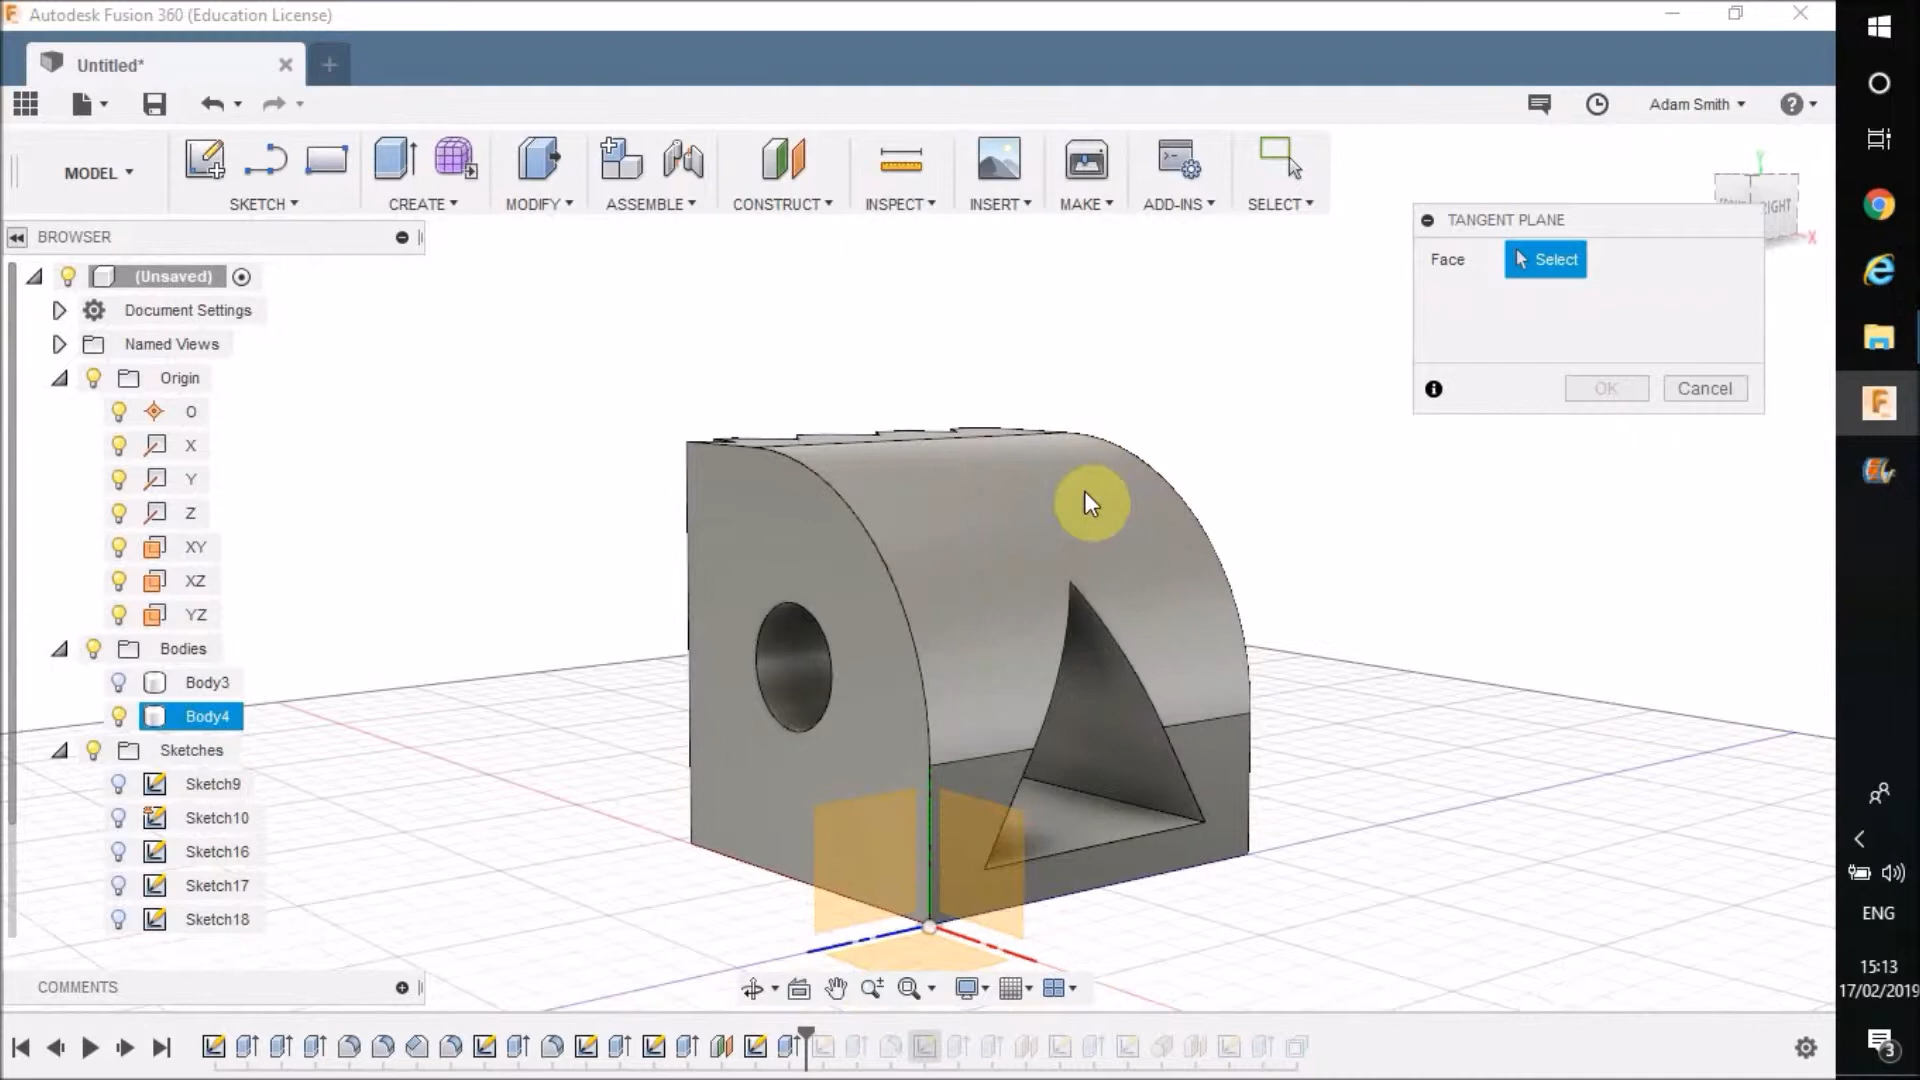 Autodesk Fusion 360 (Education License)
Untitled*
Adam Smith
MODEL
SKETCH
CREATE
MODIFY
ASSEMBLE
CONSTRUCT
INSPECT
INSERT
MAKE
ADD-INS
SELECT
BROWSER
TANGENT PLANE
RIGHT
X
Face
Select
OK
Cancel
(Unsaved)
Document Settings
Named Views
Origin
O
X
Y
Z
XY
XZ
YZ
Bodies
Body3
Body4
Sketches
Sketch9
Sketch10
Sketch16
Sketch17
Sketch18
COMMENTS
ENG
15:13
17/02/2019
3